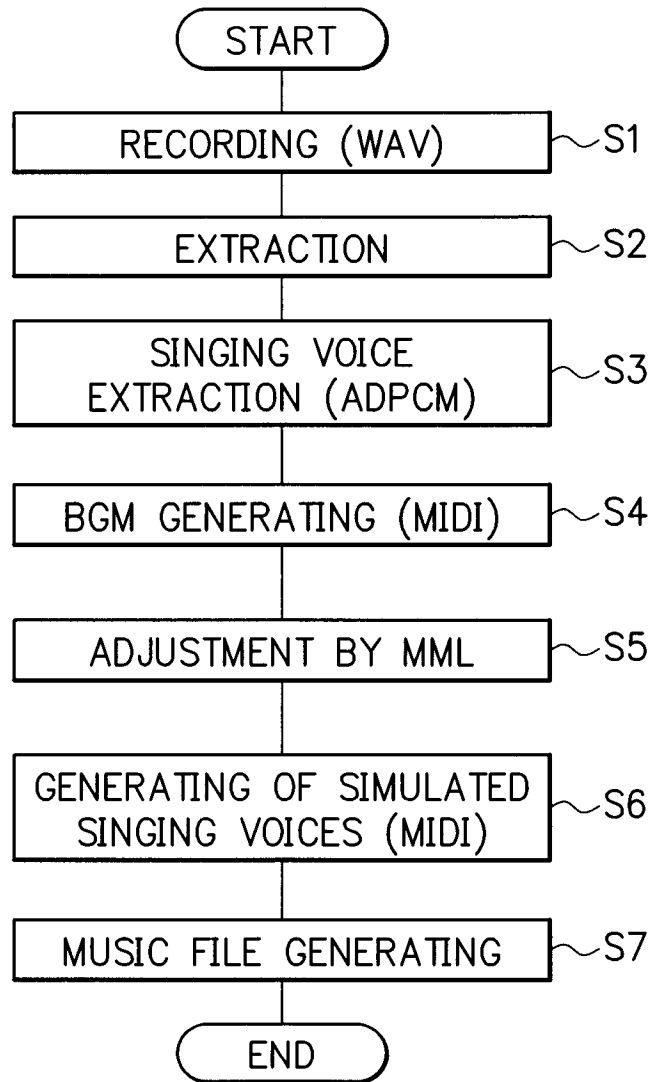 START
RECORDING (WAV)
S1
EXTRACTION
S2
SINGING VOICE
EXTRACTION (ADPCM)
S3
BGM GENERATING (MIDI)
S4
ADJUSTMENT BY MML
S5
GENERATING OF SIMULATED
SINGING VOICES (MIDI)
S6
MUSIC FILE GENERATING
S7
END